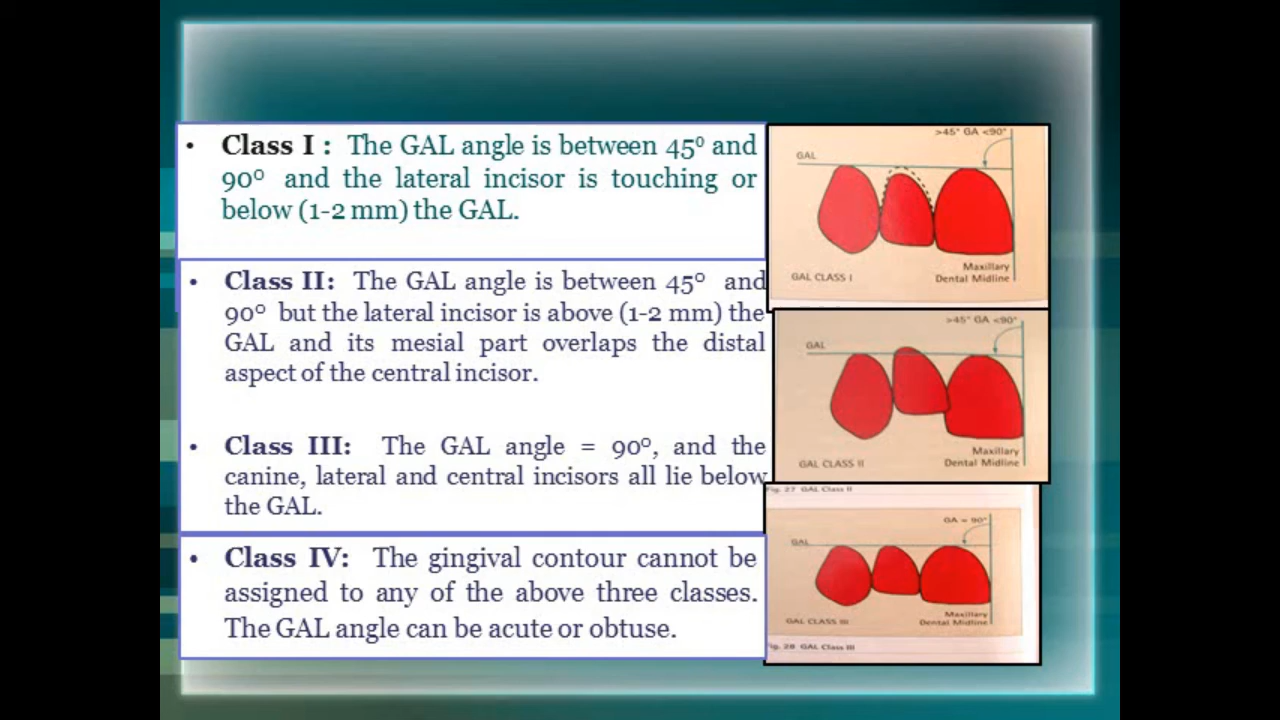 • Class I : The GAL angle is between 45⁰ and
90⁰ and the lateral incisor is touching or
below (1-2 mm) the GAL.
• Class II: The GAL angle is between 45⁰ and
90⁰ but the lateral incisor is above (1-2 mm) the
GAL and its mesial part overlaps the distal
aspect of the central incisor.
• Class III: The GAL angle = 90⁰, and the
canine, lateral and central incisors all lie below
the GAL.
• Class IV: The gingival contour cannot be
assigned to any of the above three classes.
The GAL angle can be acute or obtuse.
>45° GA <90°
GAL
GAL CLASS I
Maxillary
Dental Midline
>45° GA <90°
GAL
GAL CLASS II
Maxillary
Dental Midline
Fig. 27 GAL Class II
GA = 90°
GAL
GAL CLASS III
Maxillary
Dental Midline
Fig. 28 GAL Class III